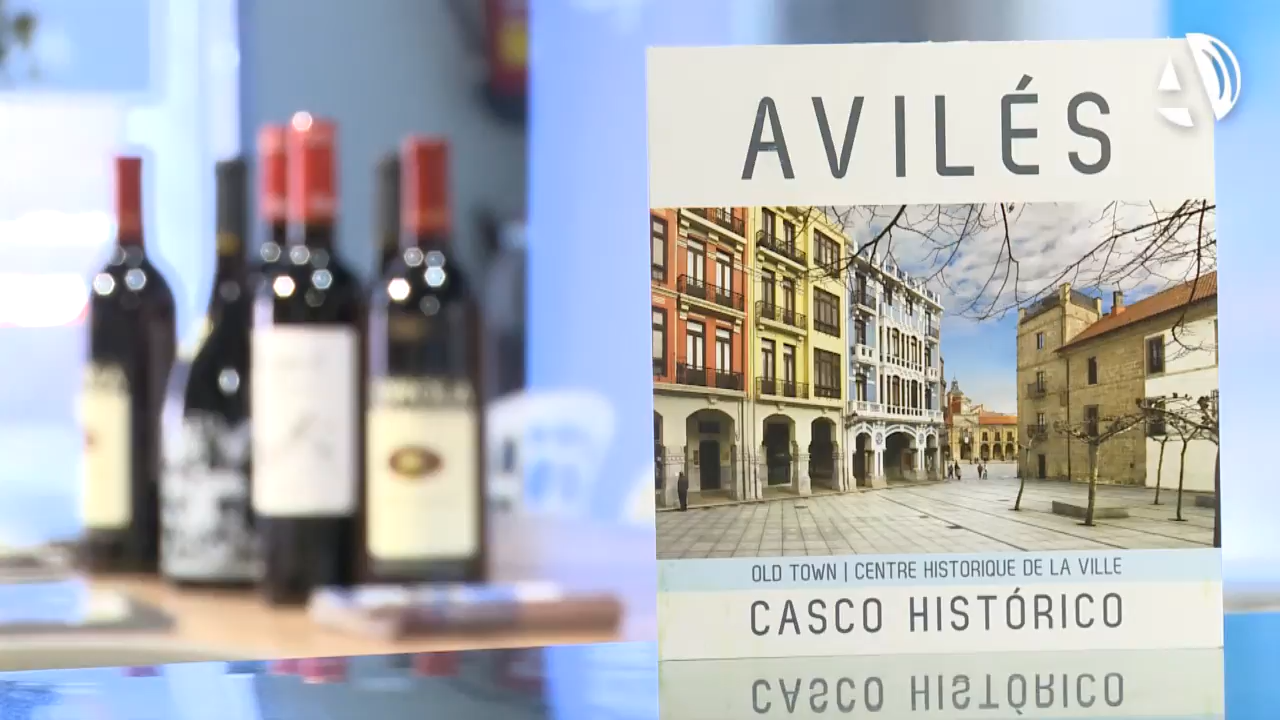 AVILÉS
OLD TOWN | CENTRE HISTORIQUE DE LA VILLE
CASCO HISTÓRICO
CASCO HISTÓRICO